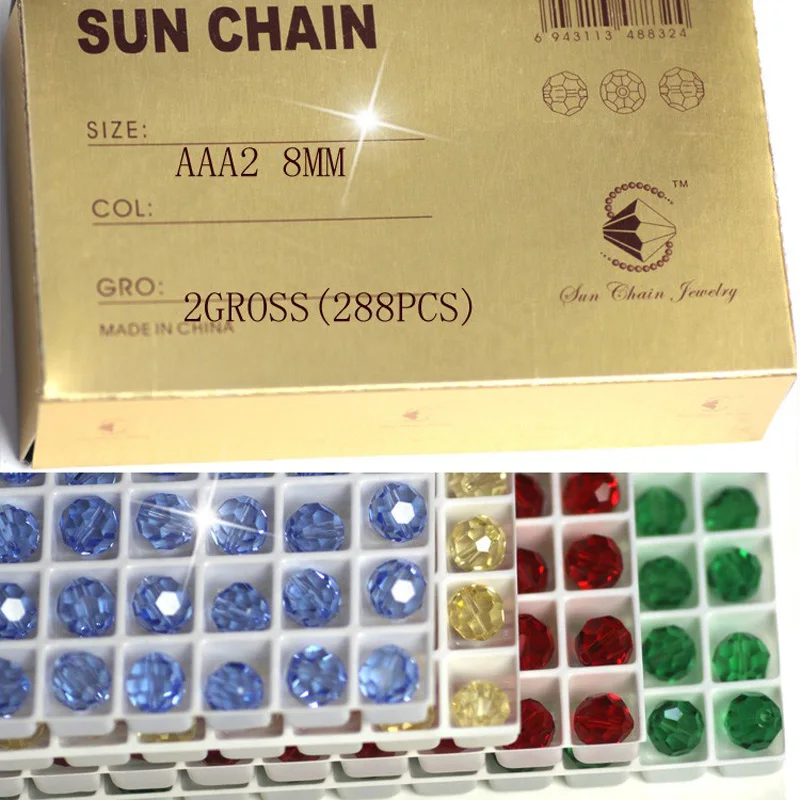 SUN CHAIN
6 943113 488324
SIZE:
AAA2 8MM
COL:
TM
GRO:
2GROSS(288PCS)
Sun Chain Jewelry
MADE IN CHINA